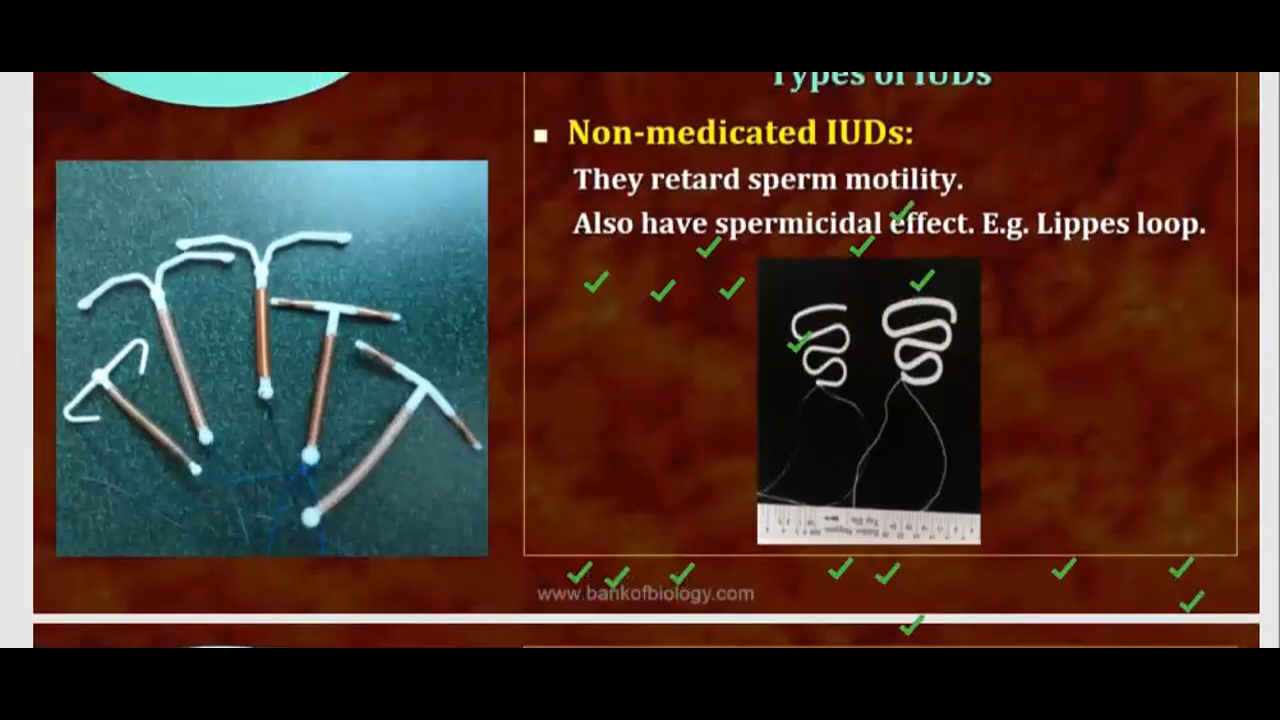 Types of IUDs
Non-medicated IUDs:
They retard sperm motility.
Also have spermicidal effect. E.g. Lippes loop.
www.bankofbiology.com